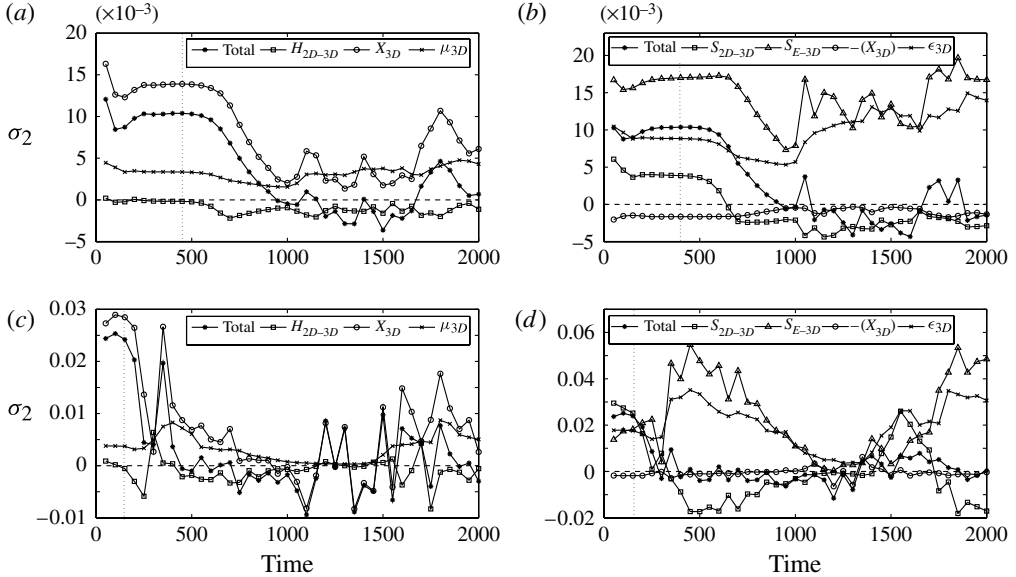 (a) (×10⁻³) (b) (×10⁻³)
20 15 10 5 0 −5
σ₂
Total H₂D–₃D X₃D μ₃D
0 500 1000 1500 2000
20 15 10 5 0 −5
Total S₂D–₃D S_E–₃D −(X₃D) ϵ₃D
0 500 1000 1500 2000
(c) (d)
0.03 0.02 0.01 0 −0.01
σ₂
Total H₂D–₃D X₃D μ₃D
0 500 1000 1500 2000
Time
0.06 0.04 0.02 0 −0.02
Total S₂D–₃D S_E–₃D −(X₃D) ϵ₃D
0 500 1000 1500 2000
Time